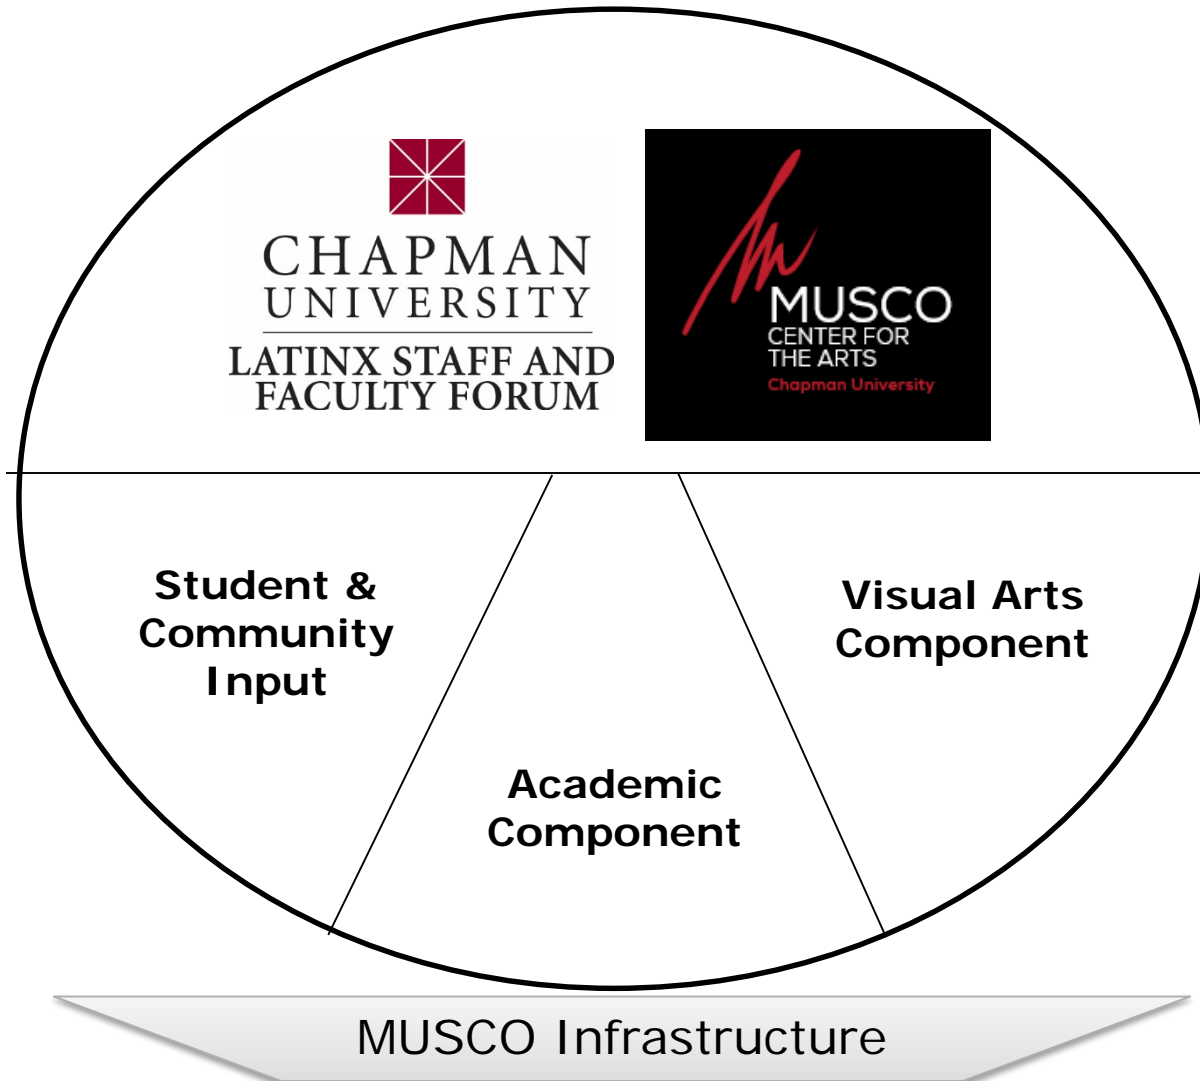 CHAPMAN
UNIVERSITY
LATINX STAFF AND
FACULTY FORUM
MUSCO
CENTER FOR
THE ARTS
Chapman University
Student &
Community
Input
Visual Arts
Component
Academic
Component
MUSCO Infrastructure